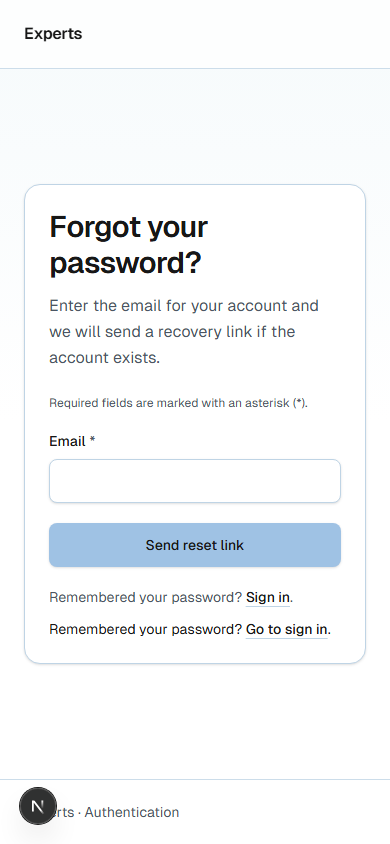 Experts
Forgot your
password?
Enter the email for your account and
we will send a recovery link if the
account exists.
Required fields are marked with an asterisk (*).
Email *
Send reset link
Remembered your password? Sign in.
Remembered your password? Go to sign in.
N
· Authentication